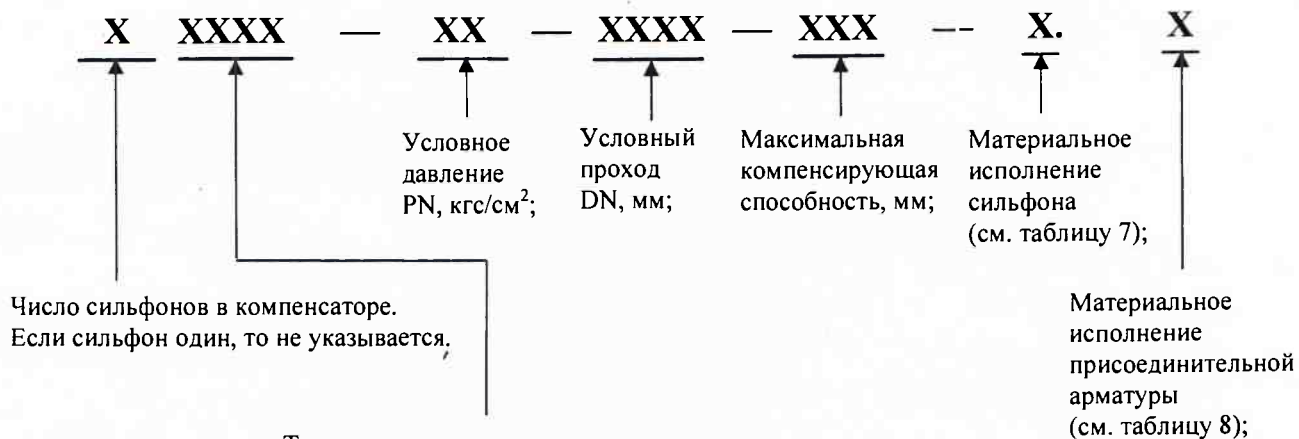 X XXXX — XX — XXXX — XXX -- X. X
Условное
давление
PN, кгс/см²;
Условный
проход
DN, мм;
Максимальная
компенсирующая
способность, мм;
Материальное
исполнение
сильфона
(см. таблицу 7);
Число сильфонов в компенсаторе.
Если сильфон один, то не указывается.
Материальное
исполнение
присоединительной
арматуры
(см. таблицу 8);